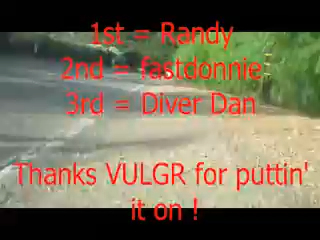 1st = Randy
2nd = fastdonnie
3rd = Diver Dan
Thanks VULGR for puttin'
it on !